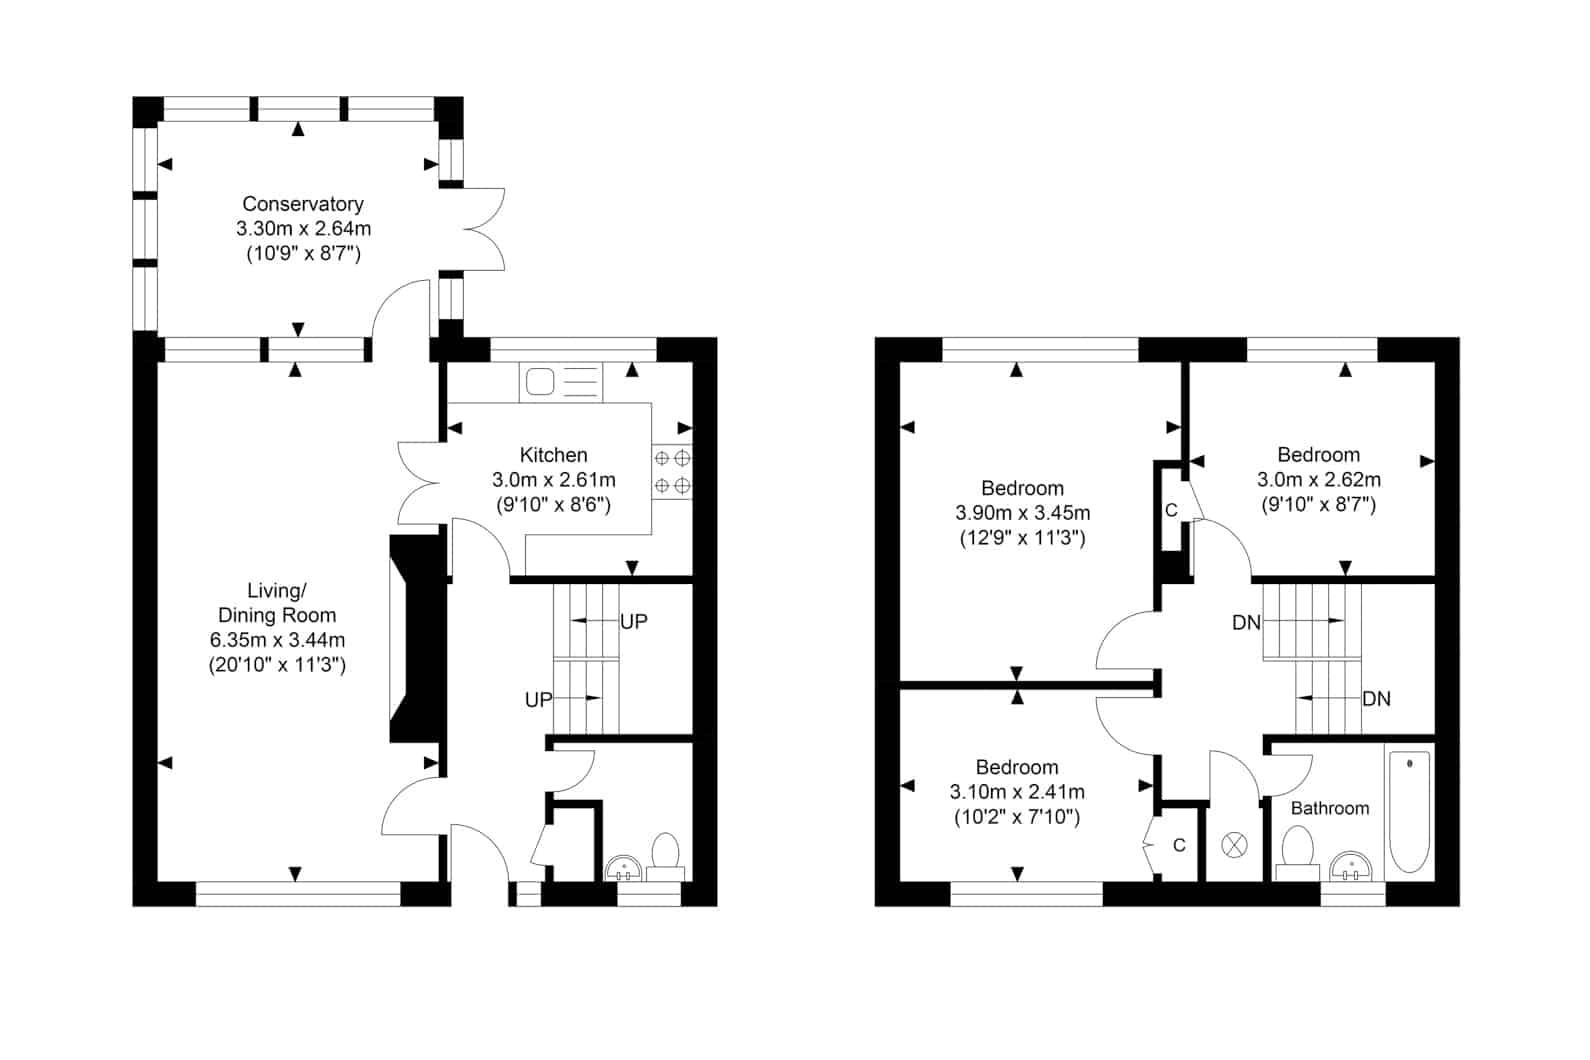 Conservatory
3.30m x 2.64m
(10'9" x 8'7")
Kitchen
3.0m x 2.61m
(9'10" x 8'6")
Living/
Dining Room
6.35m x 3.44m
(20'10" x 11'3")
UP
UP
Bedroom
3.90m x 3.45m
(12'9" x 11'3")
Bedroom
3.0m x 2.62m
(9'10" x 8'7")
C
DN
DN
Bedroom
3.10m x 2.41m
(10'2" x 7'10")
C
Bathroom